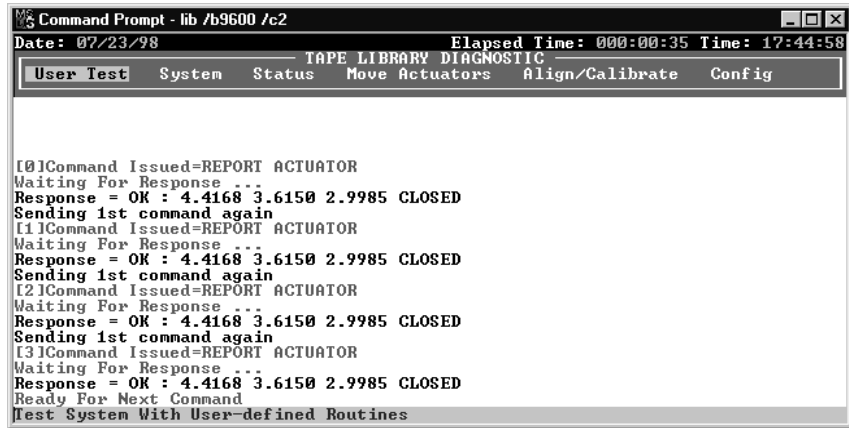 Command Prompt - lib /b9600 /c2
Date: 07/23/98 Elapsed Time: 000:00:35 Time: 17:44:58
TAPE LIBRARY DIAGNOSTIC
User Test System Status Move Actuators Align/Calibrate Config
[0]Command Issued=REPORT ACTUATOR
Waiting For Response ...
Response = OK : 4.4168 3.6150 2.9985 CLOSED
Sending 1st command again
[1]Command Issued=REPORT ACTUATOR
Waiting For Response ...
Response = OK : 4.4168 3.6150 2.9985 CLOSED
Sending 1st command again
[2]Command Issued=REPORT ACTUATOR
Waiting For Response ...
Response = OK : 4.4168 3.6150 2.9985 CLOSED
Sending 1st command again
[3]Command Issued=REPORT ACTUATOR
Waiting For Response ...
Response = OK : 4.4168 3.6150 2.9985 CLOSED
Ready For Next Command
Test System With User-defined Routines